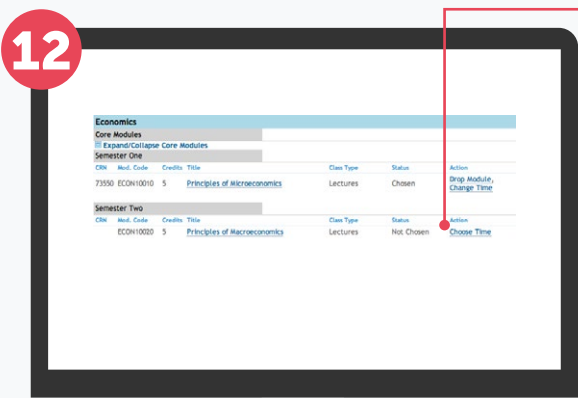 12
Economics
Core Modules
Expand/Collapse Core Modules
Semester One
CRN Mod. Code Credits Title Class Type Status Action
73550 ECON10010 5 Principles of Microeconomics Lectures Chosen Drop Module,
Change Time
Semester Two
CRN Mod. Code Credits Title Class Type Status Action
ECON10020 5 Principles of Macroeconomics Lectures Not Chosen Choose Time